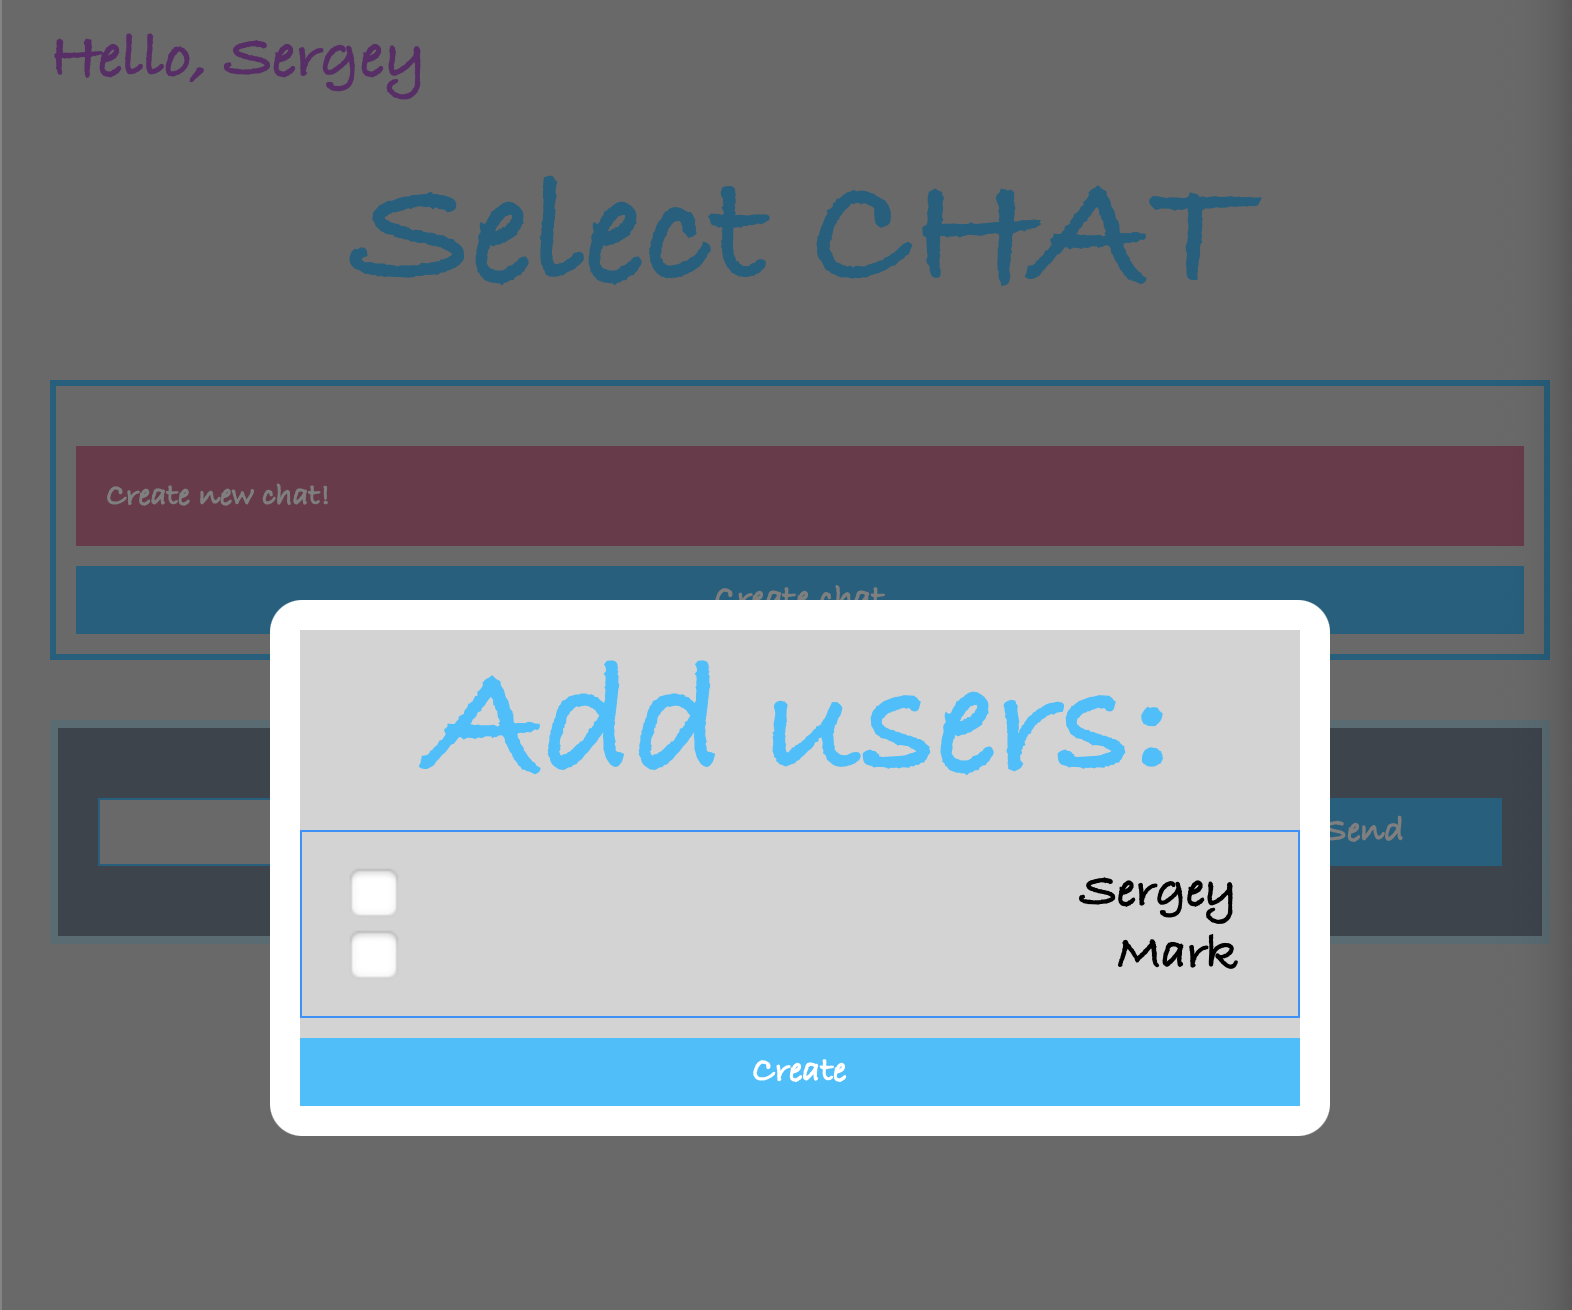 Hello, Sergey
Select CHAT
Create new chat!
Create chat
Add users:
Send
Sergey
Mark
Create